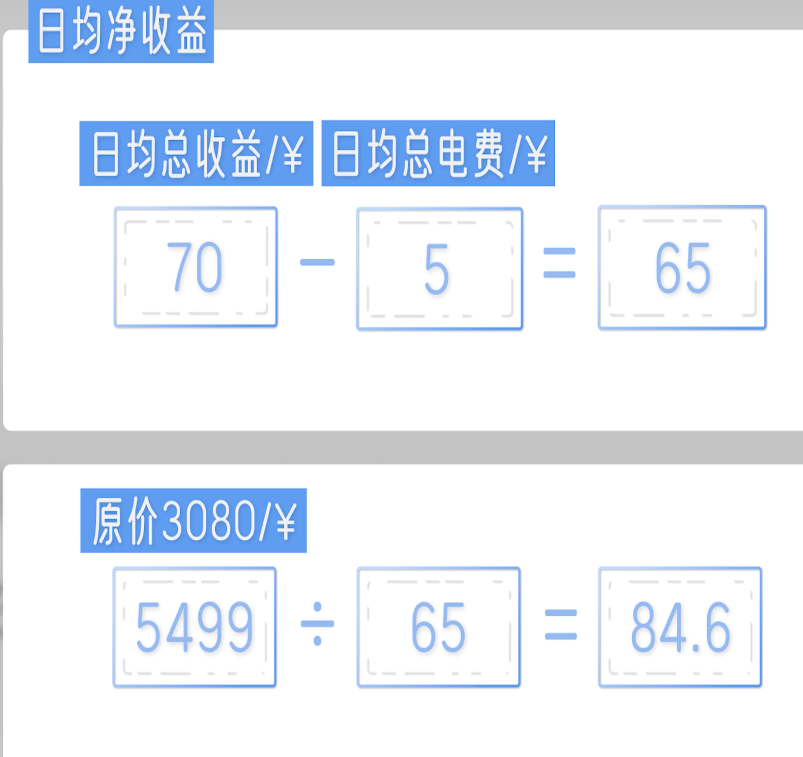 日均净收益
日均总收益/¥ 日均总电费/¥
70 − 5 = 65
原价3080/¥
5499 ÷ 65 = 84.6